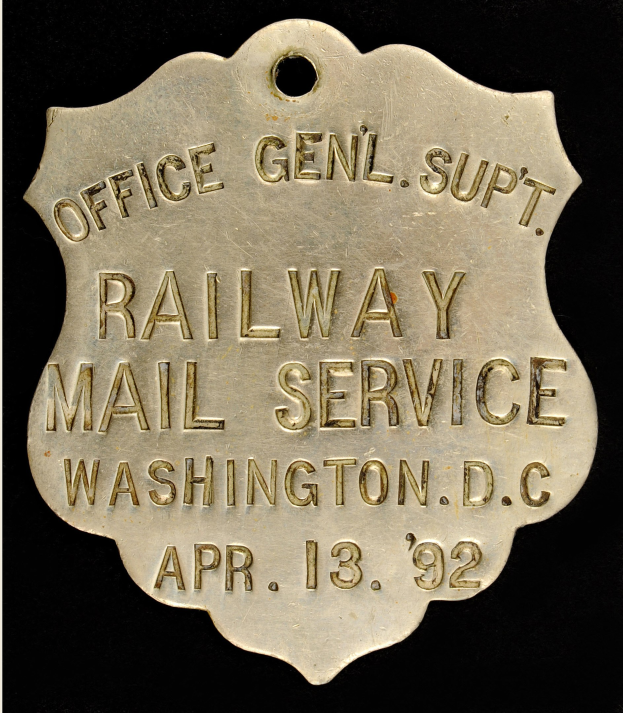 OFFICE GEN'L. SUP'T.
RAILWAY
MAIL SERVICE
WASHINGTON.D.C
APR. 13. '92